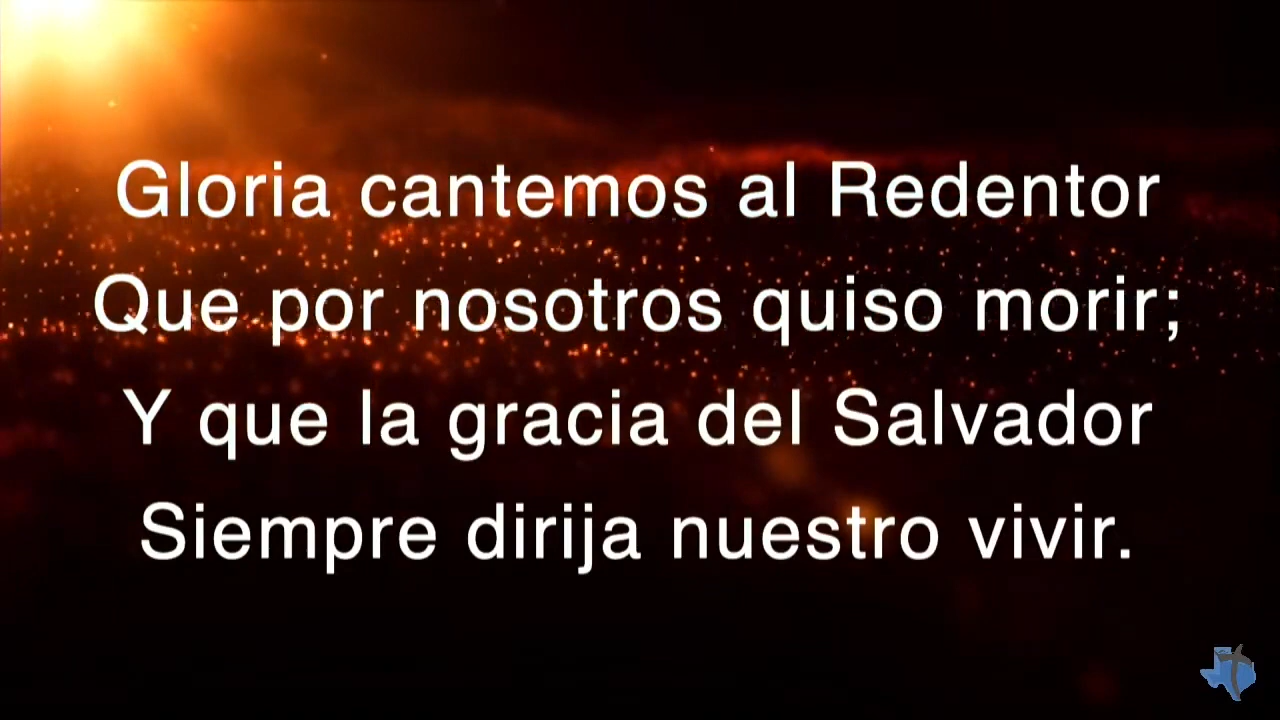 Gloria cantemos al Redentor
Que por nosotros quiso morir;
Y que la gracia del Salvador
Siempre dirija nuestro vivir.